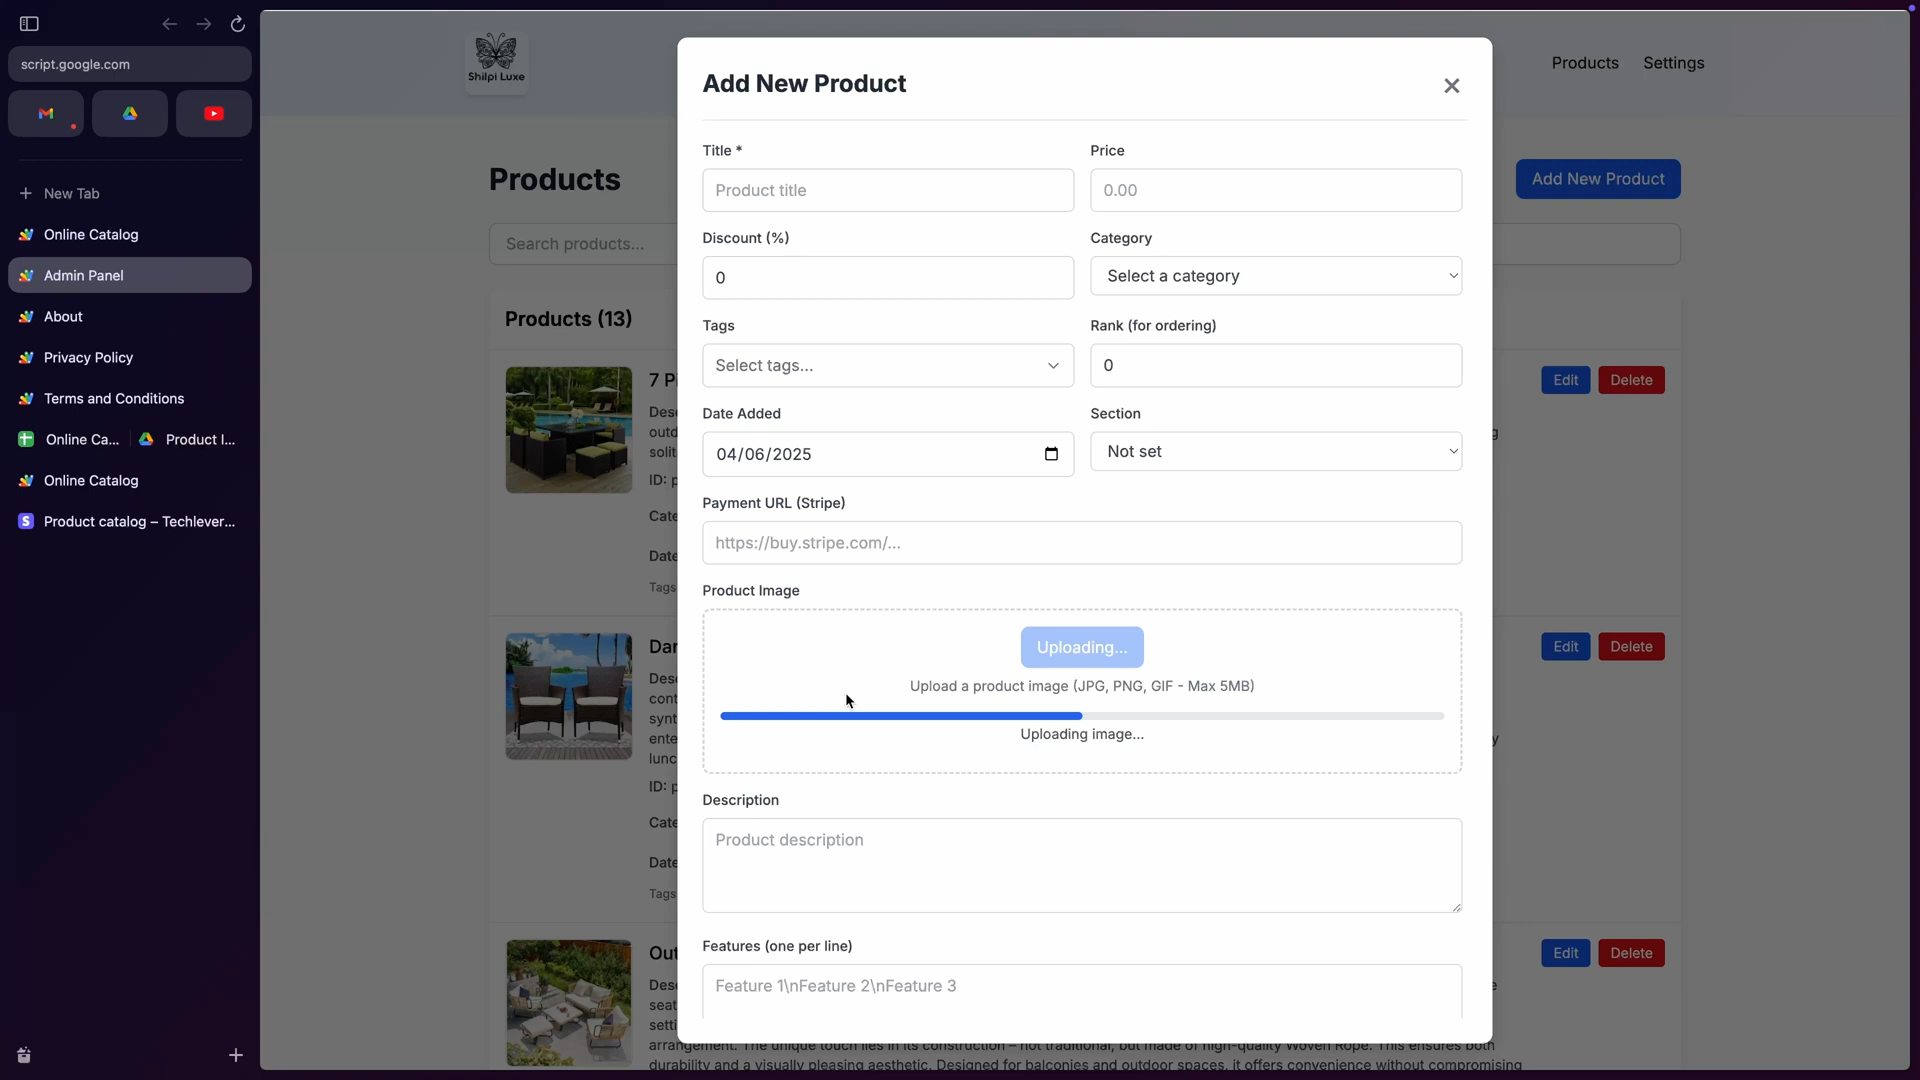 script.google.com
New Tab
Online Catalog
Admin Panel
About
Privacy Policy
Terms and Conditions
Online Ca... Product I...
Online Catalog
Product catalog – Techlever...
Shilpi Luxe
Products Settings
Products
Add New Product
Search products...
Products (13)
7 Pi
Desc
outd
solit
ID: p
Cate
Date
Tags
Edit Delete
Dar
Desc
cont
synt
ente
lunc
ID: p
Cate
Date
Tags
Edit Delete
Out
Desc
seat
setti
arrangement. The unique touch lies in its construction – not traditional, but made of high-quality Woven Rope. This ensures both
durability and a visually pleasing aesthetic. Designed for balconies and outdoor spaces, it offers convenience without compromising
Edit Delete
Add New Product
Title *
Product title
Price
0.00
Discount (%)
0
Category
Select a category
Tags
Select tags...
Rank (for ordering)
0
Date Added
04/06/2025
Section
Not set
Payment URL (Stripe)
https://buy.stripe.com/...
Product Image
Uploading...
Upload a product image (JPG, PNG, GIF - Max 5MB)
Uploading image...
Description
Product description
Features (one per line)
Feature 1\nFeature 2\nFeature 3